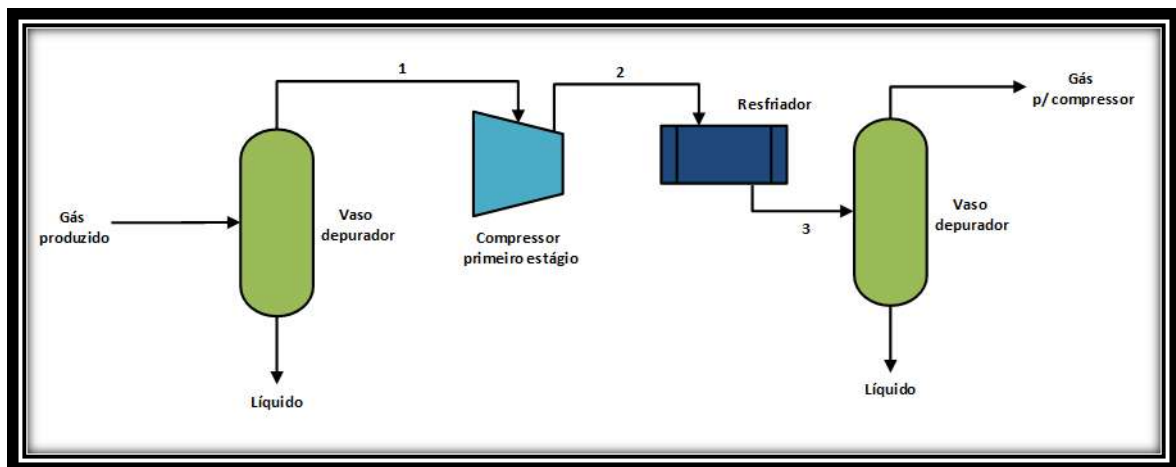 1
2
Gás
p/ compressor
Resfriador
Gás
produzido
Vaso
depurador
Compressor
primeiro estágio
3
Vaso
depurador
Líquido
Líquido